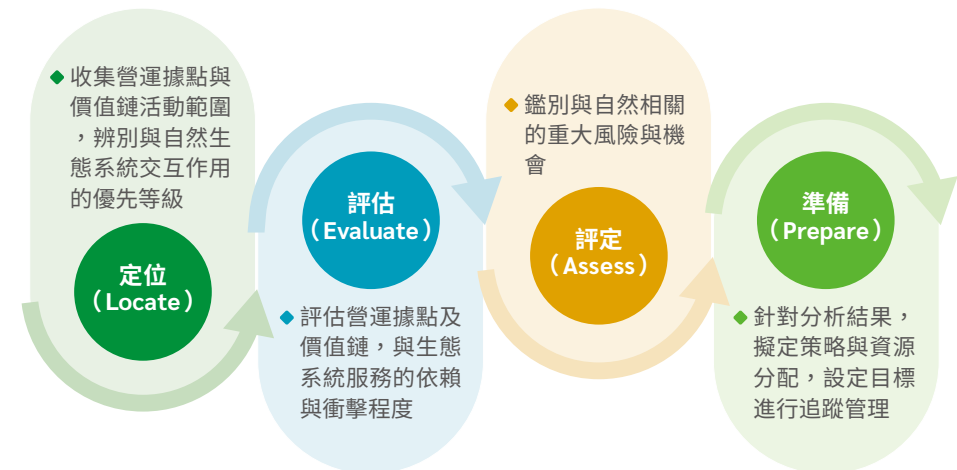 收集營運據點與
價值鏈活動範圍
，辨別與自然生
態系統交互作用
的優先等級
定位
（Locate）
評估
（Evaluate）
評估營運據點及
價值鏈，與生態
系統服務的依賴
與衝擊程度
鑑別與自然相關
的重大風險與機
會
評定
（Assess）
準備
（Prepare）
針對分析結果，
擬定策略與資源
分配，設定目標
進行追蹤管理